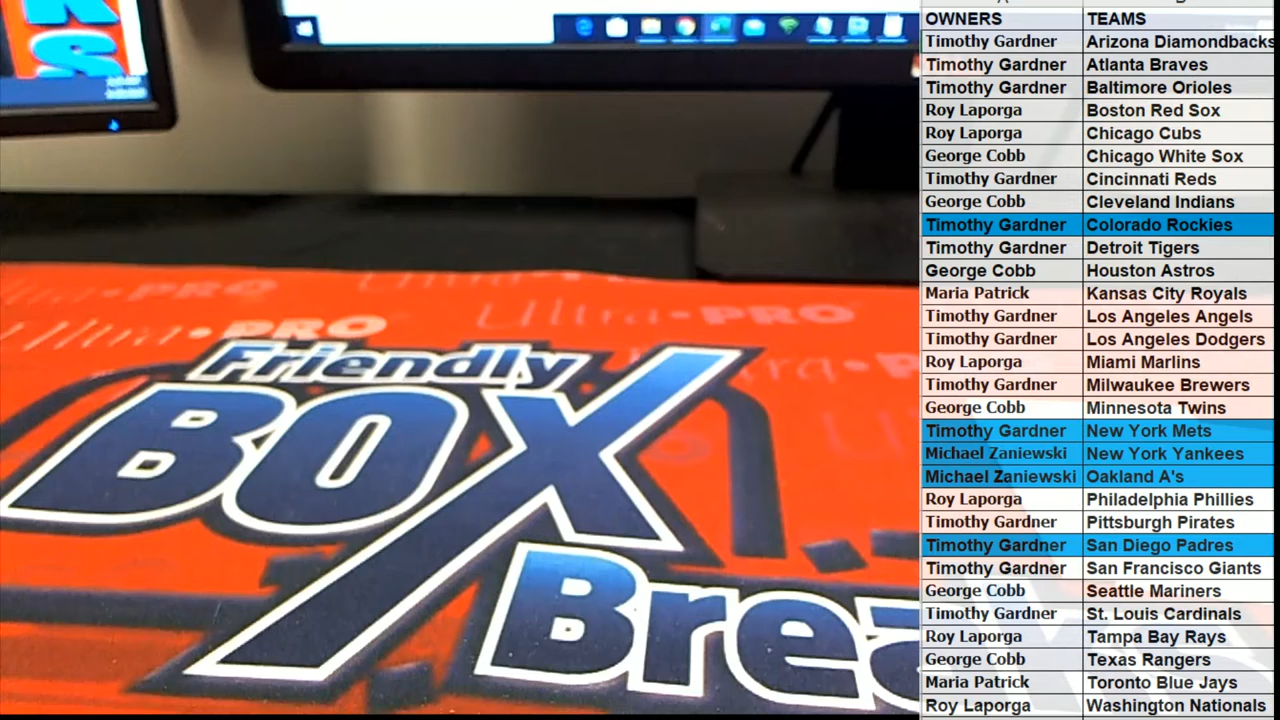 KS
Ultra•PRO
Ultra•PRO
Ultra•PRO
Friendly
BOX
Brea
OWNERS TEAMS
Timothy Gardner Arizona Diamondbacks
Timothy Gardner Atlanta Braves
Timothy Gardner Baltimore Orioles
Roy Laporga Boston Red Sox
Roy Laporga Chicago Cubs
George Cobb Chicago White Sox
Timothy Gardner Cincinnati Reds
George Cobb Cleveland Indians
Timothy Gardner Colorado Rockies
Timothy Gardner Detroit Tigers
George Cobb Houston Astros
Maria Patrick Kansas City Royals
Timothy Gardner Los Angeles Angels
Timothy Gardner Los Angeles Dodgers
Roy Laporga Miami Marlins
Timothy Gardner Milwaukee Brewers
George Cobb Minnesota Twins
Timothy Gardner New York Mets
Michael Zaniewski New York Yankees
Michael Zaniewski Oakland A's
Roy Laporga Philadelphia Phillies
Timothy Gardner Pittsburgh Pirates
Timothy Gardner San Diego Padres
Timothy Gardner San Francisco Giants
George Cobb Seattle Mariners
Timothy Gardner St. Louis Cardinals
Roy Laporga Tampa Bay Rays
George Cobb Texas Rangers
Maria Patrick Toronto Blue Jays
Roy Laporga Washington Nationals